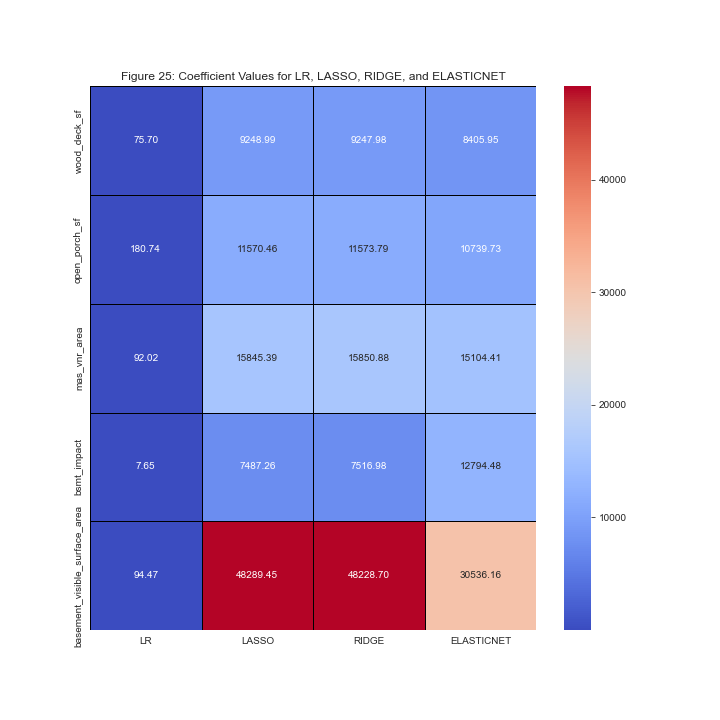 Figure 25: Coefficient Values for LR, LASSO, RIDGE, and ELASTICNET
wood_deck_sf
75.70 9248.99 9247.98 8405.95
open_porch_sf
180.74 11570.46 11573.79 10739.73
mas_vnr_area
92.02 15845.39 15850.88 15104.41
bsmt_impact
7.65 7487.26 7516.98 12794.48
basement_visible_surface_area
94.47 48289.45 48228.70 30536.16
LR LASSO RIDGE ELASTICNET
40000
30000
20000
10000